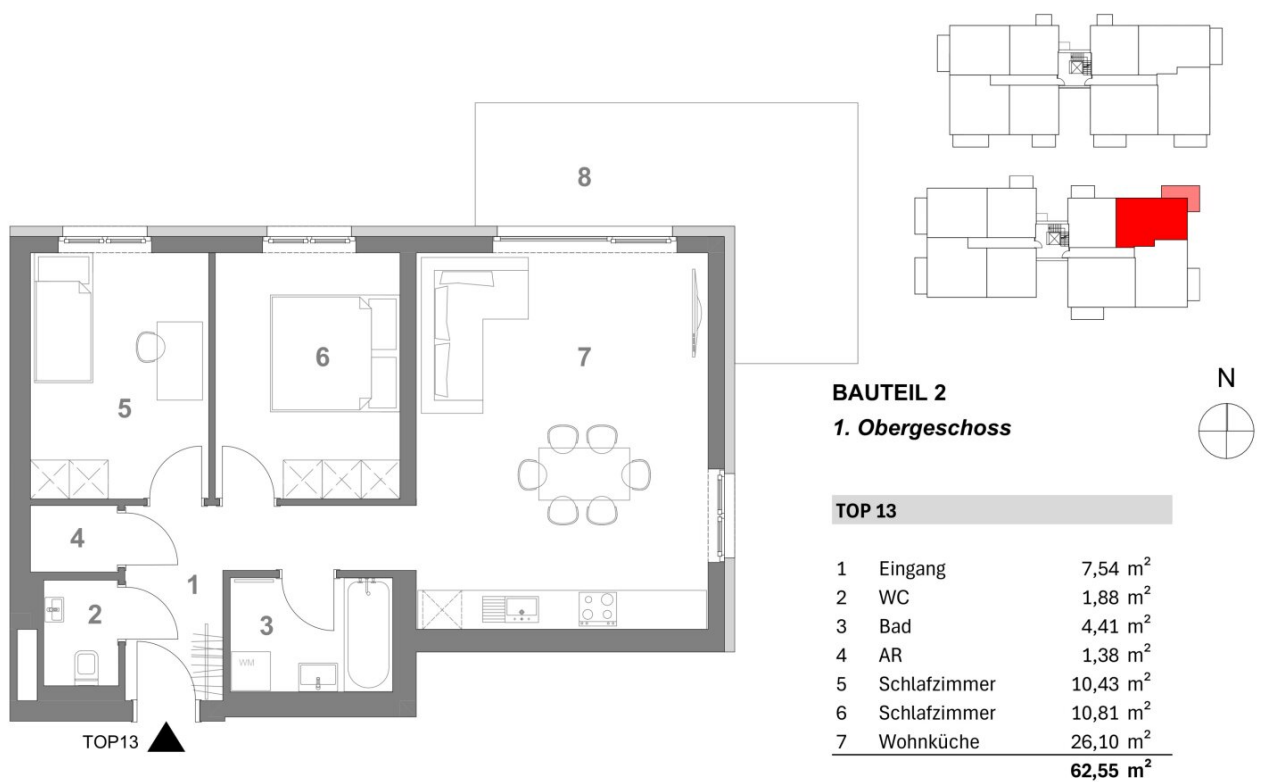 8
5
6
7
4
1
2
3
WM
TOP13
N
BAUTEIL 2
1. Obergeschoss
TOP 13
1 Eingang 7,54 m²
2 WC 1,88 m²
3 Bad 4,41 m²
4 AR 1,38 m²
5 Schlafzimmer 10,43 m²
6 Schlafzimmer 10,81 m²
7 Wohnküche 26,10 m²
62,55 m²